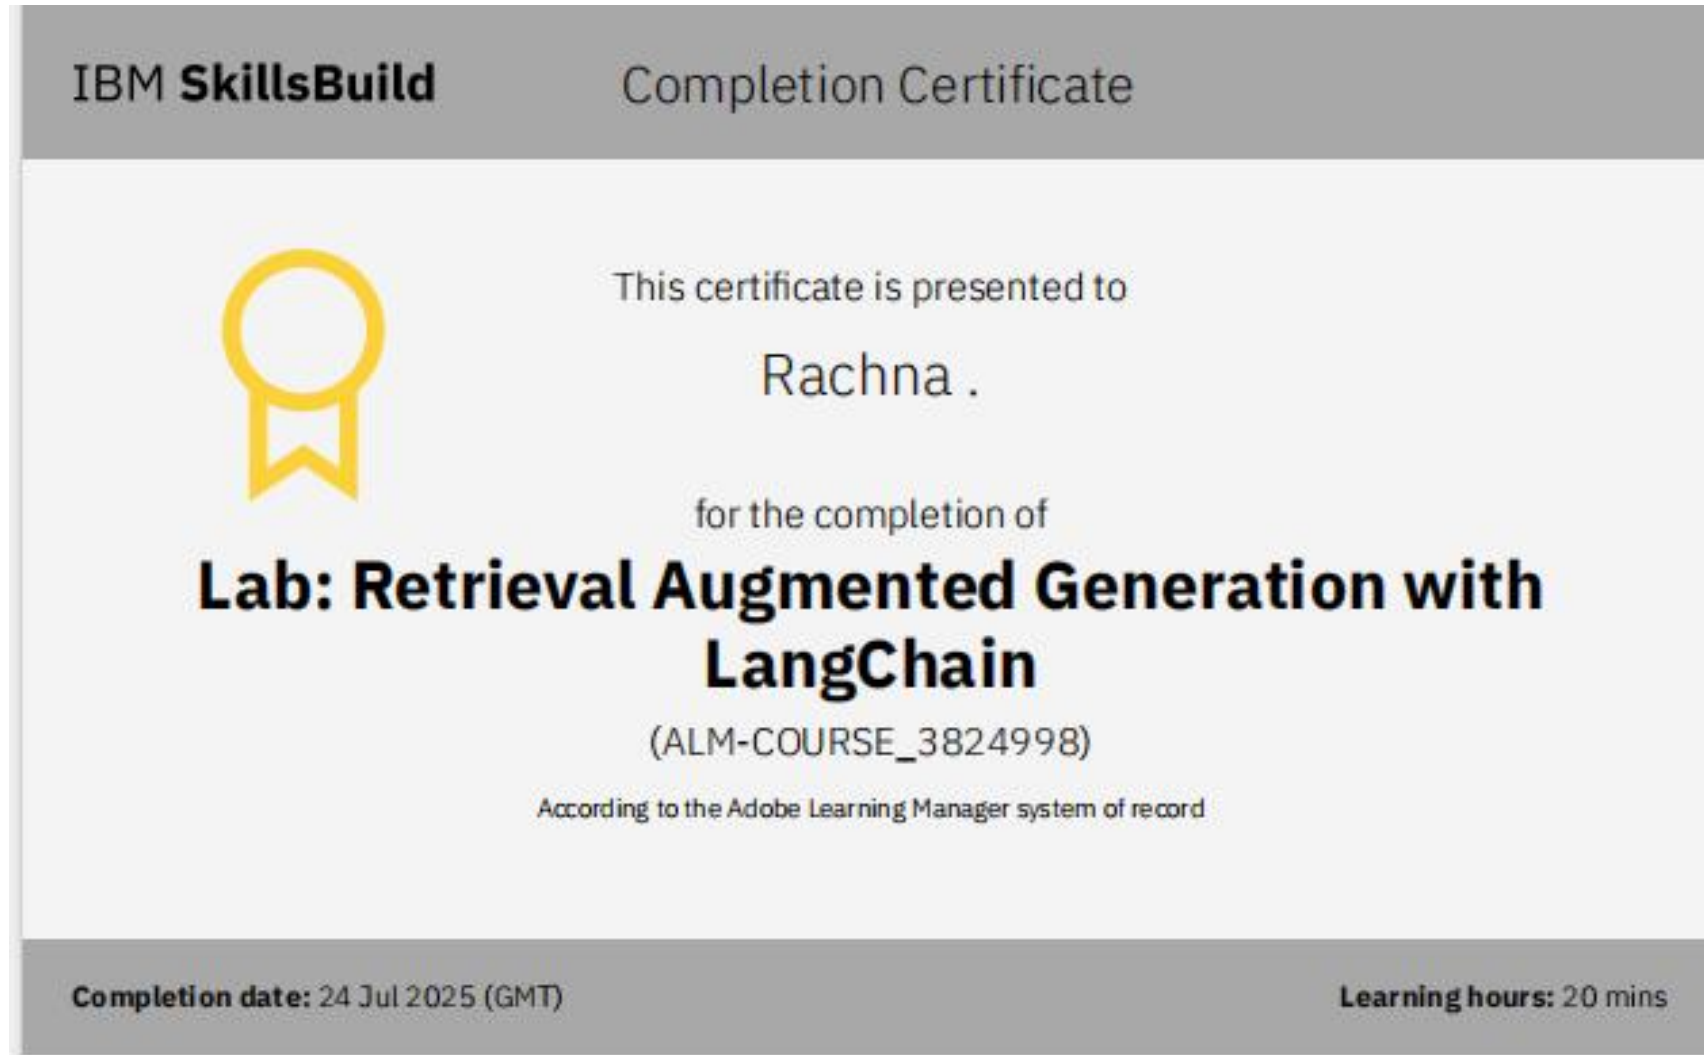 IBM SkillsBuild
Completion Certificate
This certificate is presented to
Rachna .
for the completion of
Lab: Retrieval Augmented Generation with
LangChain
(ALM-COURSE_3824998)
According to the Adobe Learning Manager system of record
Completion date: 24 Jul 2025 (GMT)
Learning hours: 20 mins